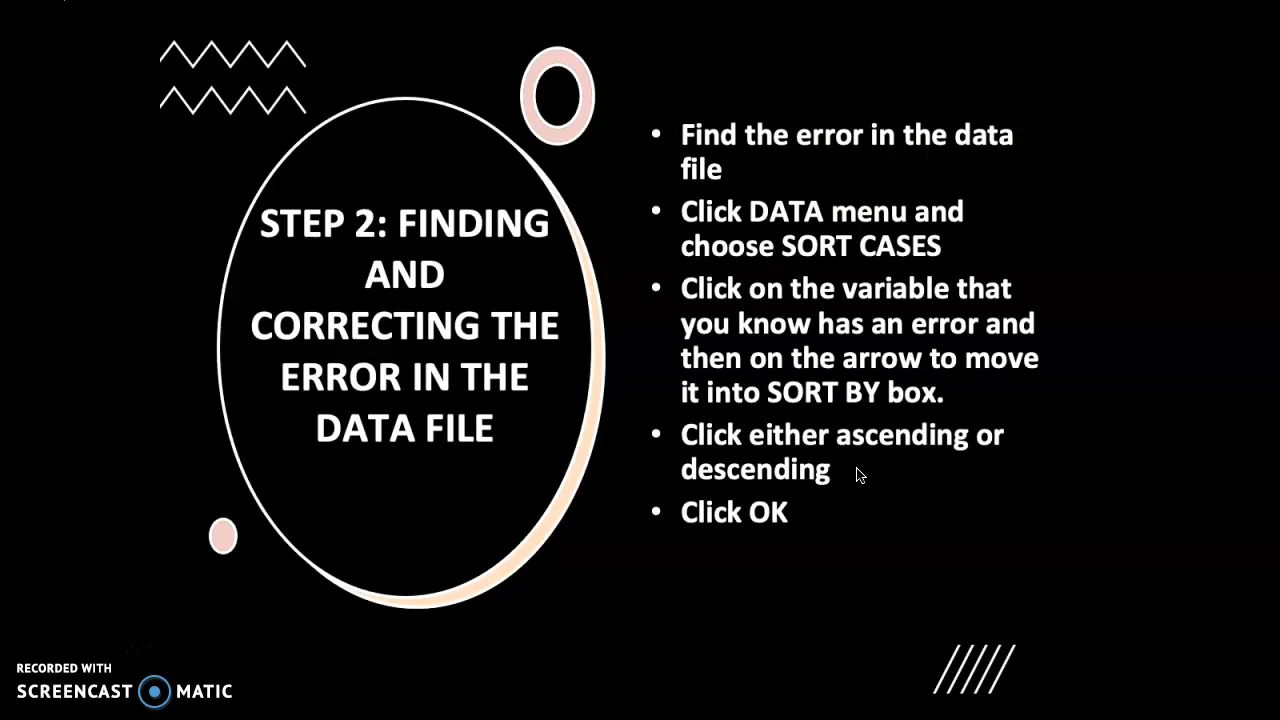 STEP 2: FINDING
AND
CORRECTING THE
ERROR IN THE
DATA FILE
• Find the error in the data
file
• Click DATA menu and
choose SORT CASES
• Click on the variable that
you know has an error and
then on the arrow to move
it into SORT BY box.
• Click either ascending or
descending
• Click OK
RECORDED WITH
SCREENCAST MATIC